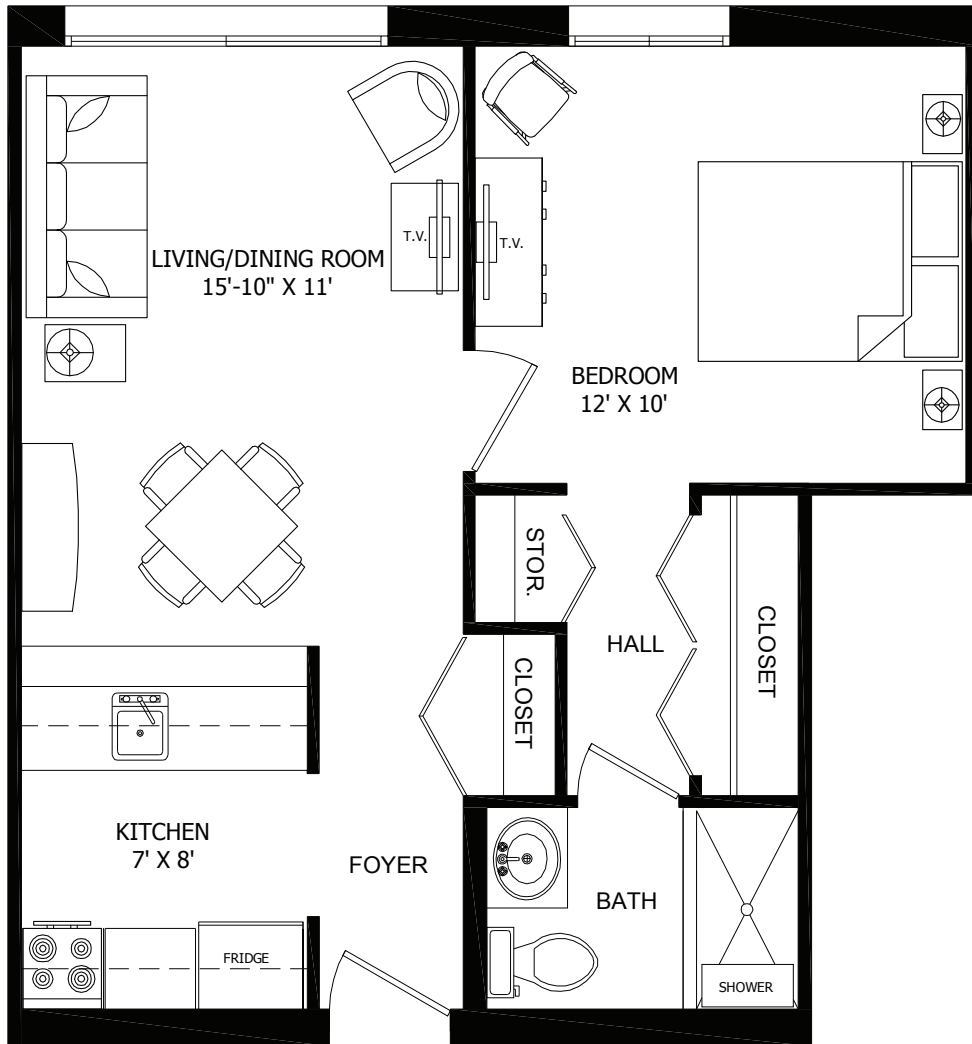 T.V.
T.V.
LIVING/DINING ROOM
15'-10" X 11'
BEDROOM
12' X 10'
STOR.
HALL
CLOSET
CLOSET
KITCHEN
7' X 8'
FOYER
BATH
FRIDGE
SHOWER